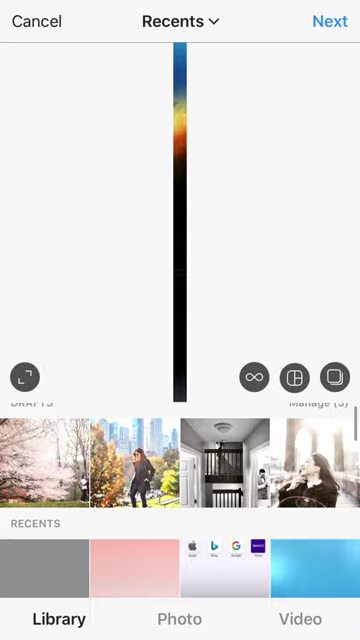 Cancel Recents Next
DRAFTS Manage (3)
RECENTS
Library Photo Video